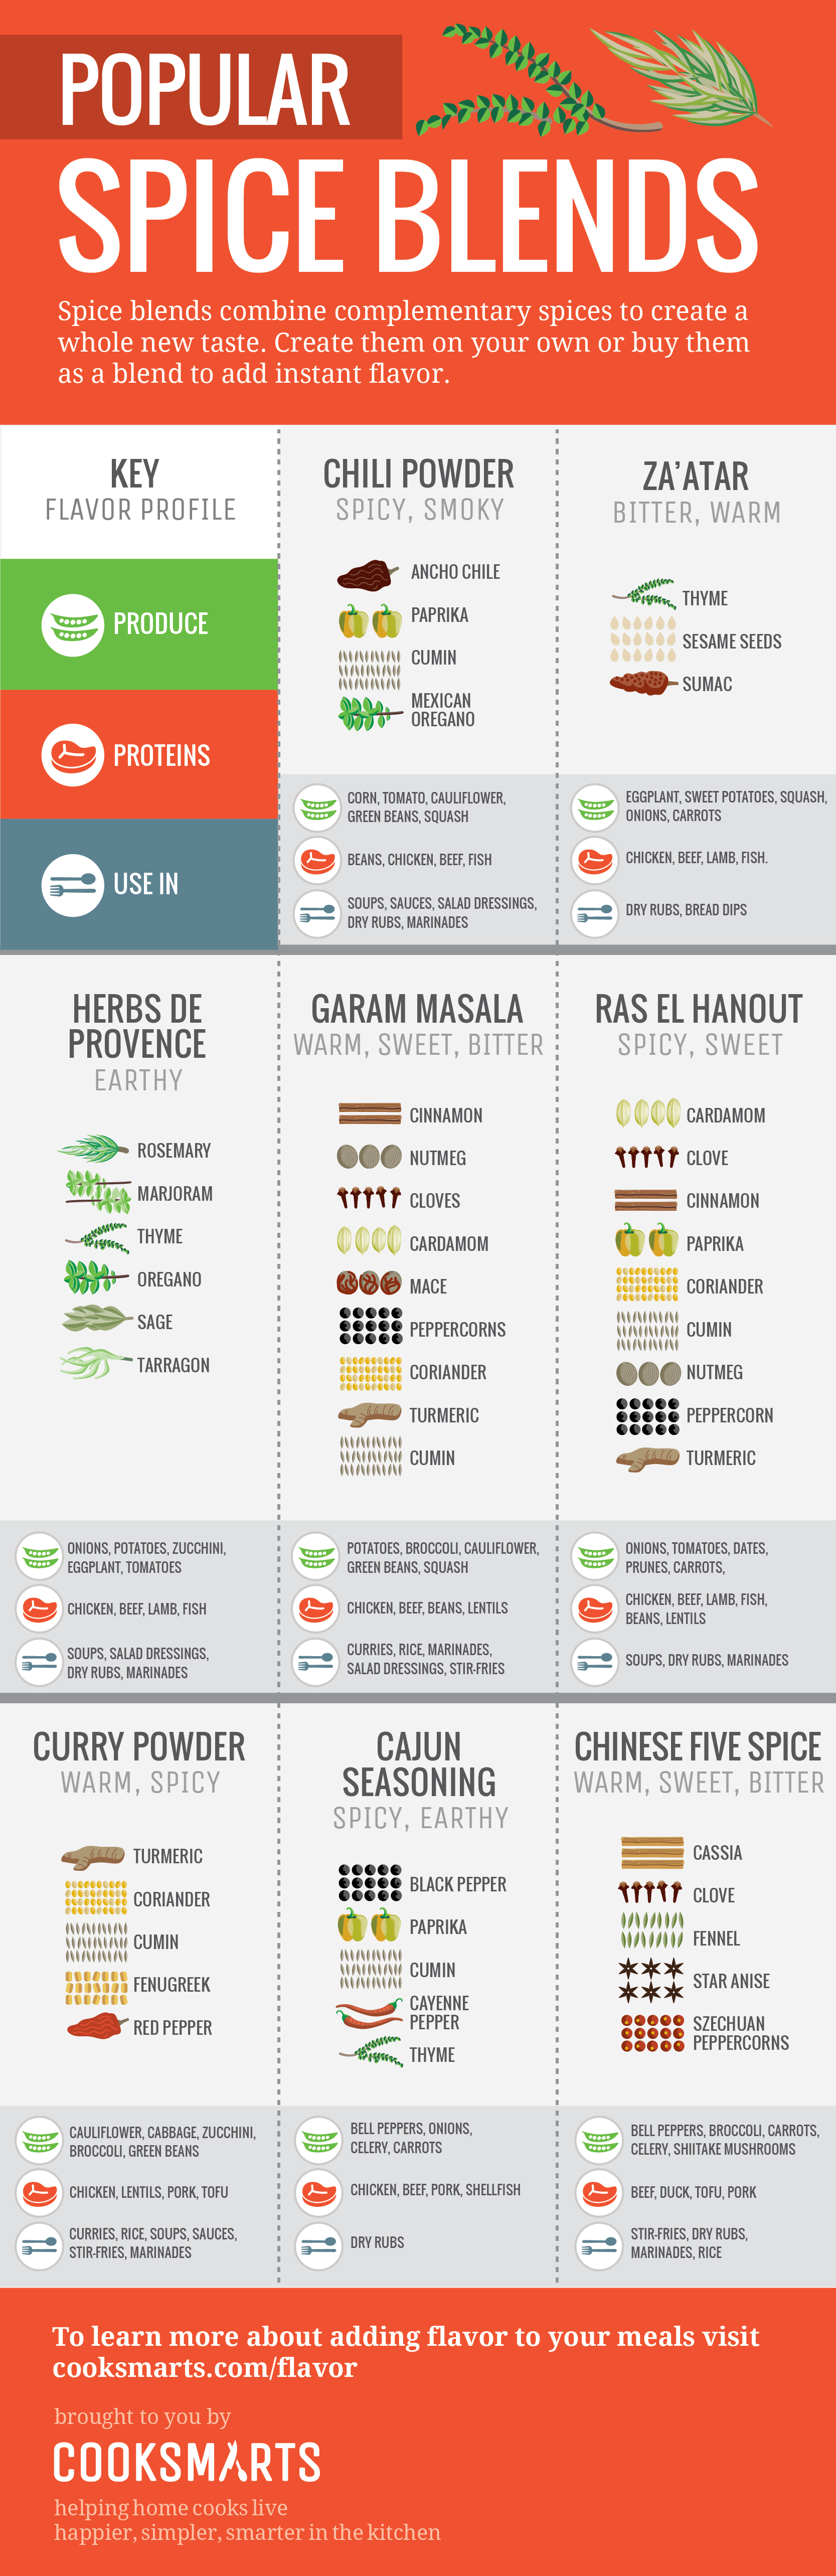 POPULAR
SPICE BLENDS
Spice blends combine complementary spices to create a
whole new taste. Create them on your own or buy them
as a blend to add instant flavor.
KEY
FLAVOR PROFILE
PRODUCE
PROTEINS
USE IN
CHILI POWDER
SPICY, SMOKY
ANCHO CHILE
PAPRIKA
CUMIN
MEXICAN
OREGANO
CORN, TOMATO, CAULIFLOWER,
GREEN BEANS, SQUASH
BEANS, CHICKEN, BEEF, FISH
SOUPS, SAUCES, SALAD DRESSINGS,
DRY RUBS, MARINADES
ZA’ATAR
BITTER, WARM
THYME
SESAME SEEDS
SUMAC
EGGPLANT, SWEET POTATOES, SQUASH,
ONIONS, CARROTS
CHICKEN, BEEF, LAMB, FISH.
DRY RUBS, BREAD DIPS
HERBS DE
PROVENCE
EARTHY
ROSEMARY
MARJORAM
THYME
OREGANO
SAGE
TARRAGON
ONIONS, POTATOES, ZUCCHINI,
EGGPLANT, TOMATOES
CHICKEN, BEEF, LAMB, FISH
SOUPS, SALAD DRESSINGS,
DRY RUBS, MARINADES
GARAM MASALA
WARM, SWEET, BITTER
CINNAMON
NUTMEG
CLOVES
CARDAMOM
MACE
PEPPERCORNS
CORIANDER
TURMERIC
CUMIN
POTATOES, BROCCOLI, CAULIFLOWER,
GREEN BEANS, SQUASH
CHICKEN, BEEF, BEANS, LENTILS
CURRIES, RICE, MARINADES,
SALAD DRESSINGS, STIR-FRIES
RAS EL HANOUT
SPICY, SWEET
CARDAMOM
CLOVE
CINNAMON
PAPRIKA
CORIANDER
CUMIN
NUTMEG
PEPPERCORN
TURMERIC
ONIONS, TOMATOES, DATES,
PRUNES, CARROTS,
CHICKEN, BEEF, LAMB, FISH,
BEANS, LENTILS
SOUPS, DRY RUBS, MARINADES
CURRY POWDER
WARM, SPICY
TURMERIC
CORIANDER
CUMIN
FENUGREEK
RED PEPPER
CAULIFLOWER, CABBAGE, ZUCCHINI,
BROCCOLI, GREEN BEANS
CHICKEN, LENTILS, PORK, TOFU
CURRIES, RICE, SOUPS, SAUCES,
STIR-FRIES, MARINADES
CAJUN
SEASONING
SPICY, EARTHY
BLACK PEPPER
PAPRIKA
CUMIN
CAYENNE
PEPPER
THYME
BELL PEPPERS, ONIONS,
CELERY, CARROTS
CHICKEN, BEEF, PORK, SHELLFISH
DRY RUBS
CHINESE FIVE SPICE
WARM, SWEET, BITTER
CASSIA
CLOVE
FENNEL
STAR ANISE
SZECHUAN
PEPPERCORNS
BELL PEPPERS, BROCCOLI, CARROTS,
CELERY, SHIITAKE MUSHROOMS
BEEF, DUCK, TOFU, PORK
STIR-FRIES, DRY RUBS,
MARINADES, RICE
To learn more about adding flavor to your meals visit
cooksmarts.com/flavor
brought to you by
COOKSMARTS
helping home cooks live
happier, simpler, smarter in the kitchen